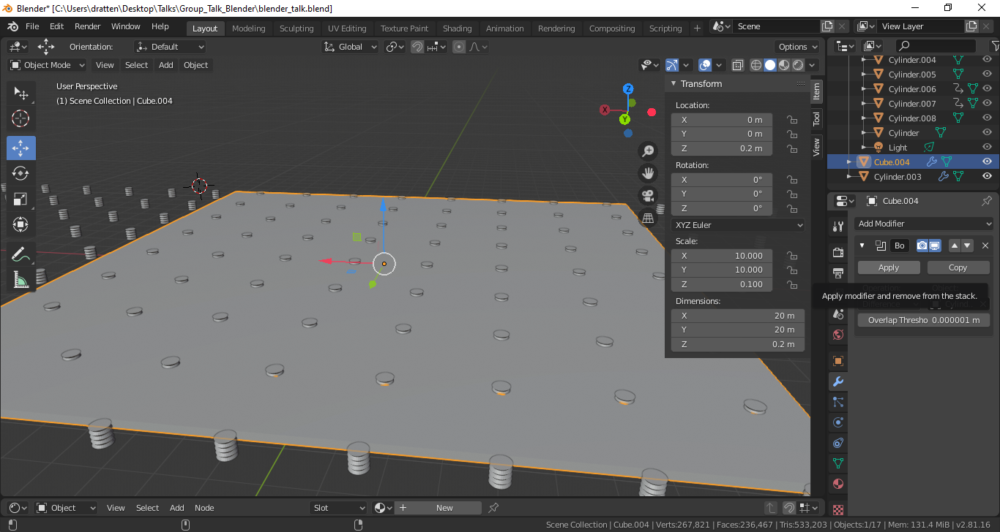 Blender* [C:\Users\dratten\Desktop\Talks\Group_Talk_Blender\blender_talk.blend]
File Edit Render Window Help Layout Modeling Sculpting UV Editing Texture Paint Shading Animation Rendering Compositing Scripting + Scene View Layer
Orientation: Default Global Options
Object Mode View Select Add Object
User Perspective
(1) Scene Collection | Cube.004
Z
X
Y
Transform
Location:
X 0 m
Y 0 m
Z 0.2 m
Rotation:
X 0°
Y 0°
Z 0°
XYZ Euler
Scale:
X 10.000
Y 10.000
Z 0.100
Dimensions:
X 20 m
Y 20 m
Z 0.2 m
Item
Tool
View
Cylinder.004
Cylinder.005
Cylinder.006
Cylinder.007
Cylinder.008
Cylinder
Light
Cube.004
Cylinder.003
Cube.004
Add Modifier
Bo
Apply Copy
Apply modifier and remove from the stack.
Overlap Thresho 0.000001 m
Object View Select Add Node Slot + New
Scene Collection | Cube.004 | Verts:267,821 | Faces:236,467 | Tris:533,203 | Objects:1/17 | Mem: 131.4 MiB | v2.81.16